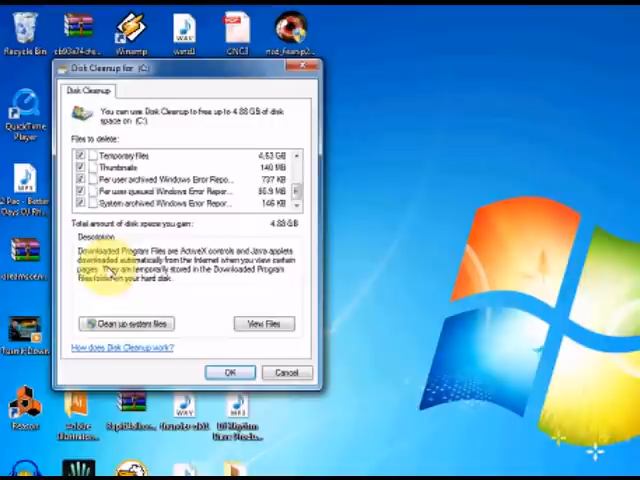 Disk Cleanup for (C:)
Disk Cleanup
You can use Disk Cleanup to free up to 4.88 GB of disk
space on (C:).
Files to delete:
Temporary files 4.53 GB
Thumbnails 140 MB
Per user archived Windows Error Repo... 737 KB
Per user queued Windows Error Repor...
System archived Windows Error Repor... 146 KB
Total amount of disk space you gain: 4.88 GB
Description
Downloaded Program Files are ActiveX controls and Java applets
downloaded automatically from the Internet when you view certain
pages. They are temporarily stored in the Downloaded Program
Files folder on your hard disk.
Clean up system files
View Files
How does Disk Cleanup work?
OK
Cancel
Recycle Bin
Winamp
QuickTime
Player
Reason
Adobe
Illustrator...
WAV
MP3